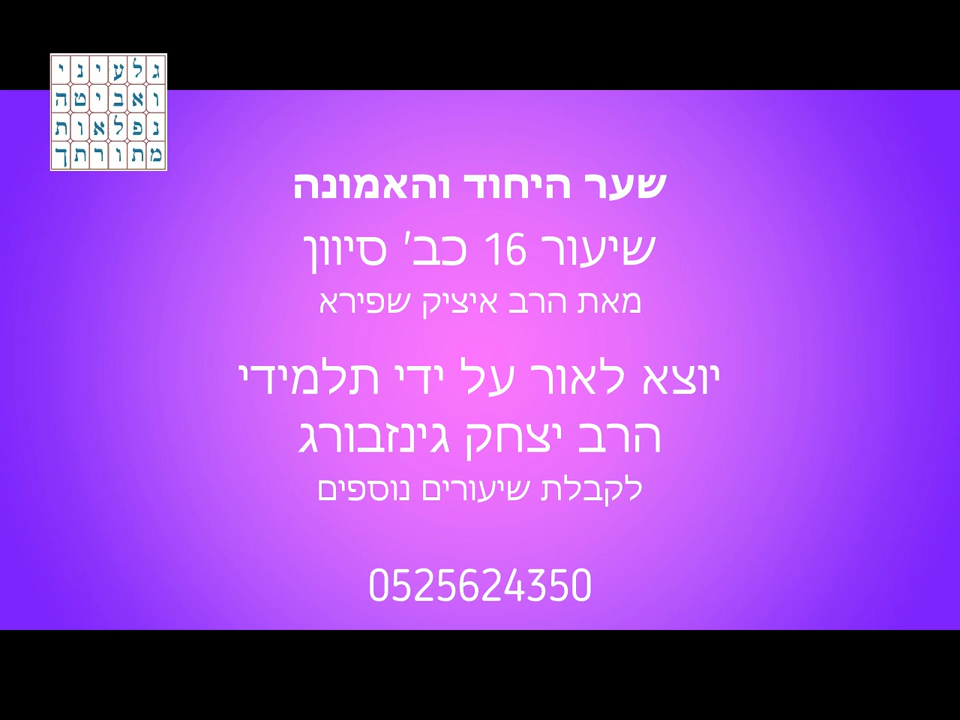 גלעיני
ואביטה
נפלאות
מתורתך
שער היחוד והאמונה
שיעור 16 כב' סיוון
מאת הרב איציק שפירא
יוצא לאור על ידי תלמידי
הרב יצחק גינזבורג
לקבלת שיעורים נוספים
0525624350